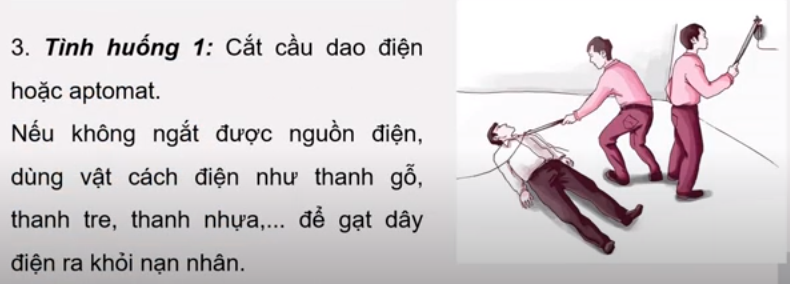 3. Tình huống 1: Cắt cầu dao điện
hoặc aptomat.
Nếu không ngắt được nguồn điện,
dùng vật cách điện như thanh gỗ,
thanh tre, thanh nhựa,... để gạt dây
điện ra khỏi nạn nhân.